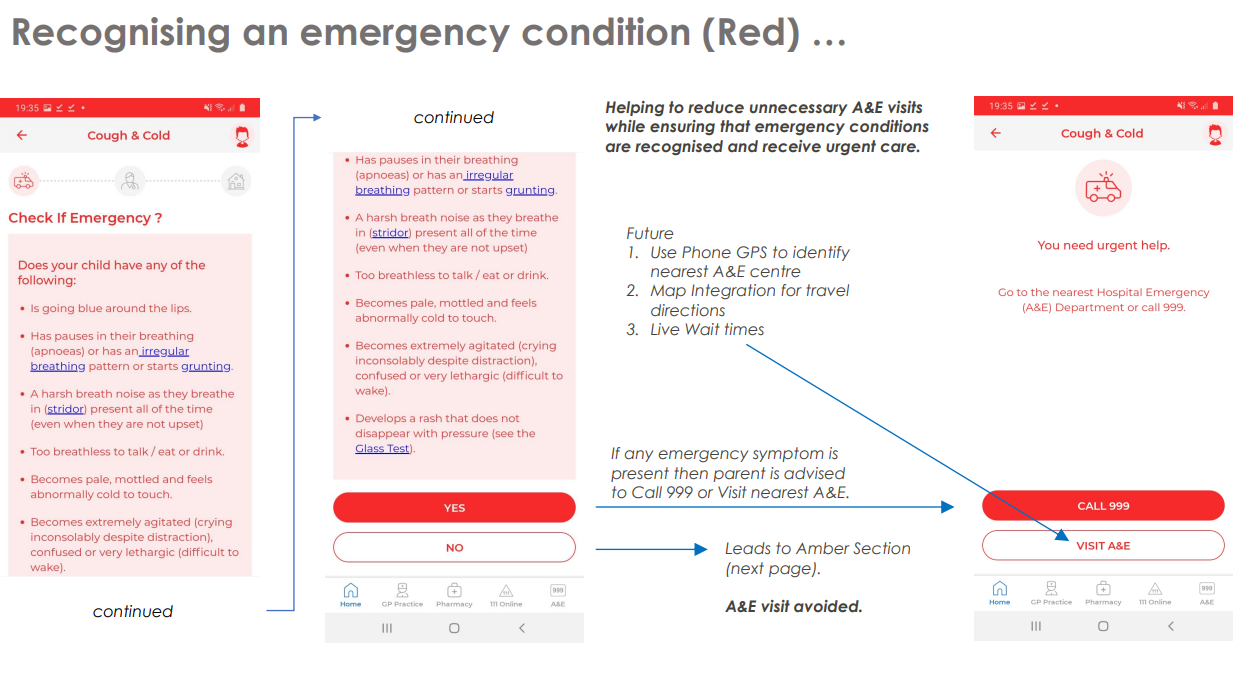 Recognising an emergency condition (Red) …
19:35
Cough & Cold
Check If Emergency ?
Does your child have any of the
following:
• Is going blue around the lips.
• Has pauses in their breathing
(apnoeas) or has an irregular
breathing pattern or starts grunting.
• A harsh breath noise as they breathe
in (stridor) present all of the time
(even when they are not upset)
• Too breathless to talk / eat or drink.
• Becomes pale, mottled and feels
abnormally cold to touch.
• Becomes extremely agitated (crying
inconsolably despite distraction),
confused or very lethargic (difficult to
wake).
continued
continued
• Has pauses in their breathing
(apnoeas) or has an irregular
breathing pattern or starts grunting.
• A harsh breath noise as they breathe
in (stridor) present all of the time
(even when they are not upset)
• Too breathless to talk / eat or drink.
• Becomes pale, mottled and feels
abnormally cold to touch.
• Becomes extremely agitated (crying
inconsolably despite distraction),
confused or very lethargic (difficult to
wake).
• Develops a rash that does not
disappear with pressure (see the
Glass Test).
YES
NO
999
Home GP Practice Pharmacy 111 Online A&E
Helping to reduce unnecessary A&E visits
while ensuring that emergency conditions
are recognised and receive urgent care.
Future
1. Use Phone GPS to identify
nearest A&E centre
2. Map Integration for travel
directions
3. Live Wait times
If any emergency symptom is
present then parent is advised
to Call 999 or Visit nearest A&E.
Leads to Amber Section
(next page).
A&E visit avoided.
19:35
Cough & Cold
You need urgent help.
Go to the nearest Hospital Emergency
(A&E) Department or call 999.
CALL 999
VISIT A&E
999
Home GP Practice Pharmacy 111 Online A&E